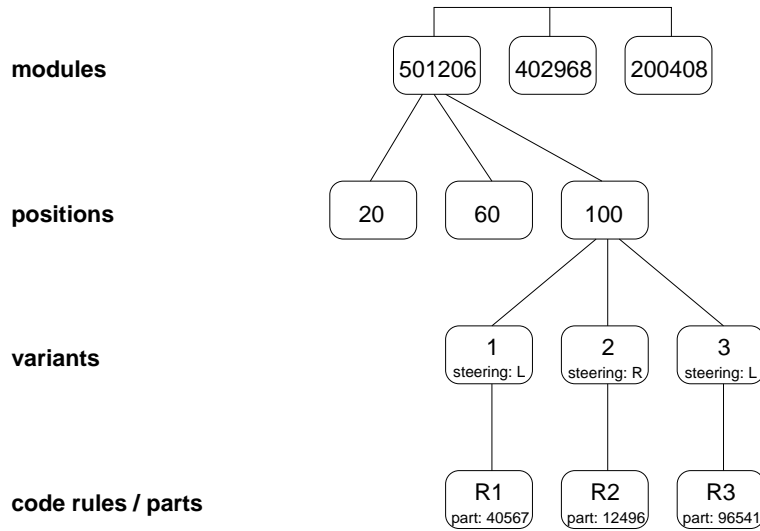 modules
501206 402968 200408
positions
20 60 100
variants
1 2 3
steering: L steering: R steering: L
code rules / parts
R1 R2 R3
part: 40567 part: 12496 part: 96541